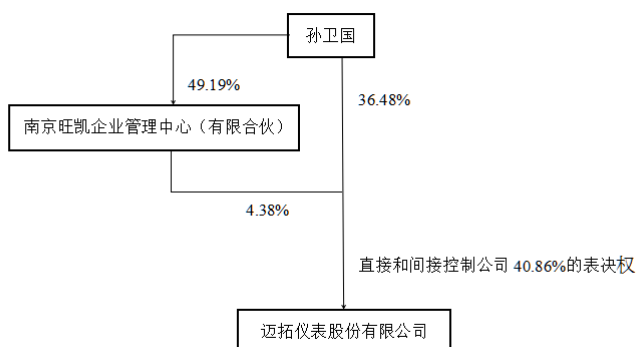 孙卫国
49.19%
36.48%
南京旺凯企业管理中心（有限合伙）
4.38%
直接和间接控制公司 40.86%的表决权
迈拓仪表股份有限公司